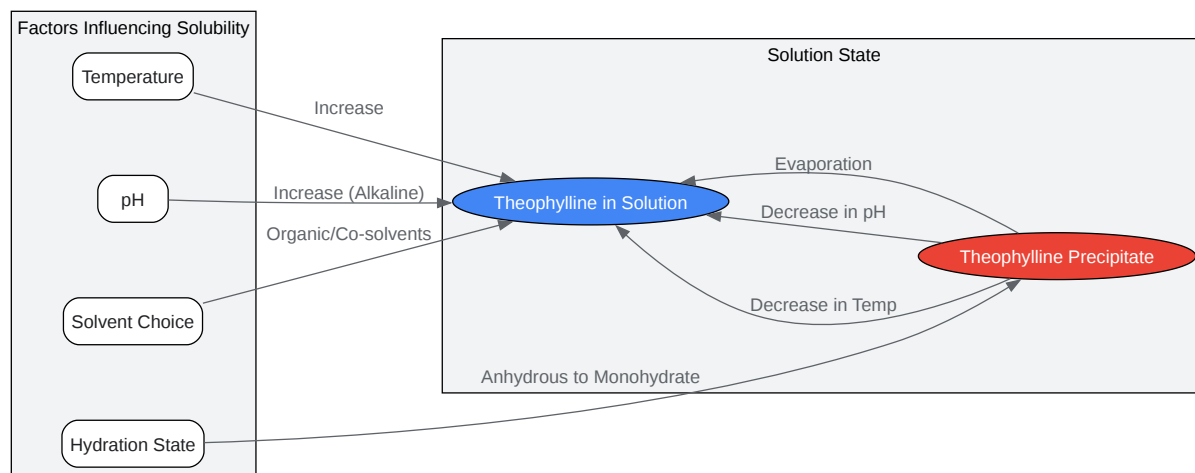 Factors Influencing Solubility
Temperature
pH
Solvent Choice
Hydration State
Increase
Increase (Alkaline)
Organic/Co-solvents
Anhydrous to Monohydrate
Solution State
Theophylline in Solution
Evaporation
Decrease in pH
Decrease in Temp
Theophylline Precipitate